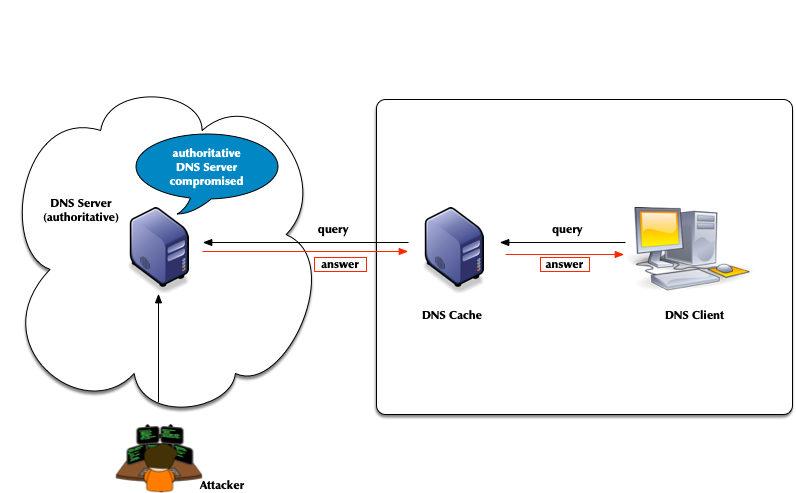 authoritative
DNS Server
compromised
DNS Server
(authoritative)
query
answer
query
answer
DNS Cache
DNS Client
Attacker